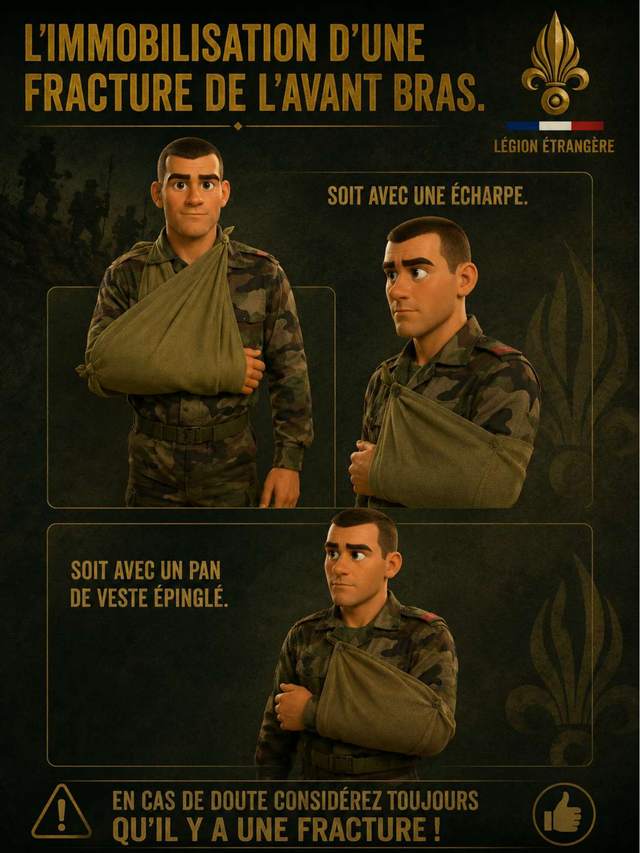 L'IMMOBILISATION D'UNE
FRACTURE DE L'AVANT BRAS.
LÉGION ÉTRANGÈRE
SOIT AVEC UNE ÉCHARPE.
SOIT AVEC UN PAN
DE VESTE ÉPINGLÉ.
EN CAS DE DOUTE CONSIDÉREZ TOUJOURS
QU'IL Y A UNE FRACTURE !